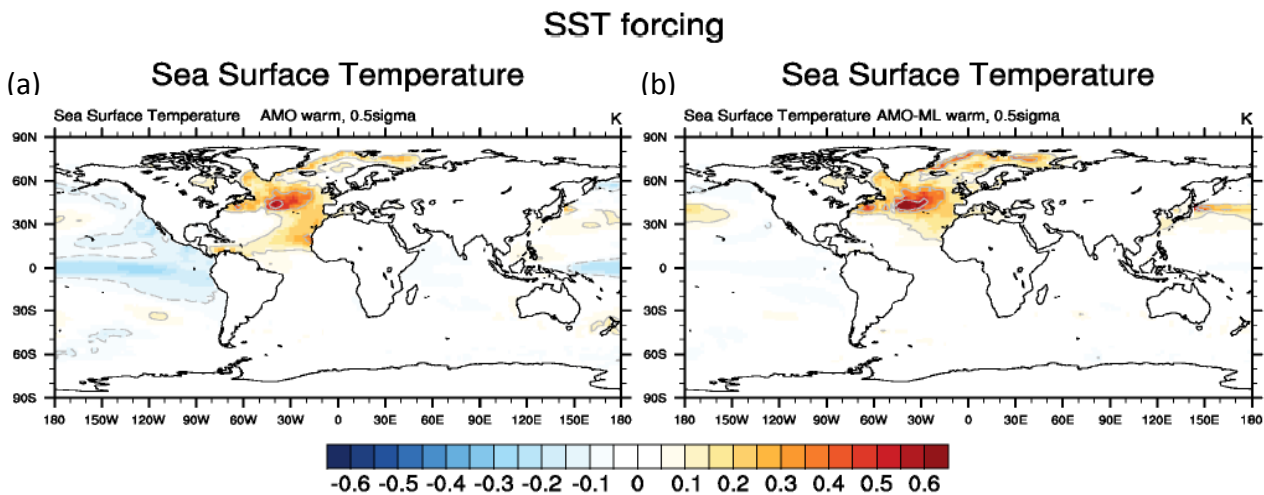 SST forcing
(a) Sea Surface Temperature
(b) Sea Surface Temperature
Sea Surface Temperature AMO warm, 0.5sigma K
Sea Surface Temperature AMO-ML warm, 0.5sigma K
90N
60N
30N
0
30S
60S
90S
180 150W 120W 90W 60W 30W 0 30E 60E 90E 120E 150E 180
90N
60N
30N
0
30S
60S
90S
180 150W 120W 90W 60W 30W 0 30E 60E 90E 120E 150E 180
-0.6 -0.5 -0.4 -0.3 -0.2 -0.1 0 0.1 0.2 0.3 0.4 0.5 0.6